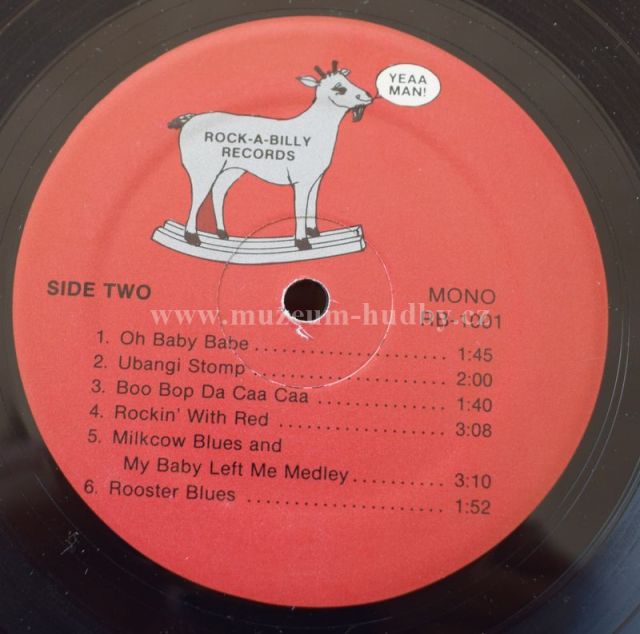 YEAA
MAN!
ROCK-A-BILLY
RECORDS
SIDE TWO
MONO
RB-1001
www.muzeum-hudby.cz
1. Oh Baby Babe 1:45
2. Ubangi Stomp 2:00
3. Boo Bop Da Caa Caa 1:40
4. Rockin' With Red 3:08
5. Milkcow Blues and
My Baby Left Me Medley 3:10
6. Rooster Blues 1:52